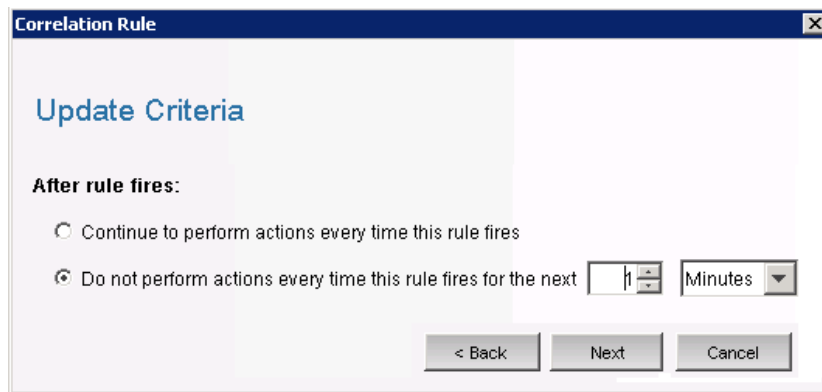 Correlation Rule
Update Criteria
After rule fires:
Continue to perform actions every time this rule fires
Do not perform actions every time this rule fires for the next 1 Minutes
< Back Next Cancel